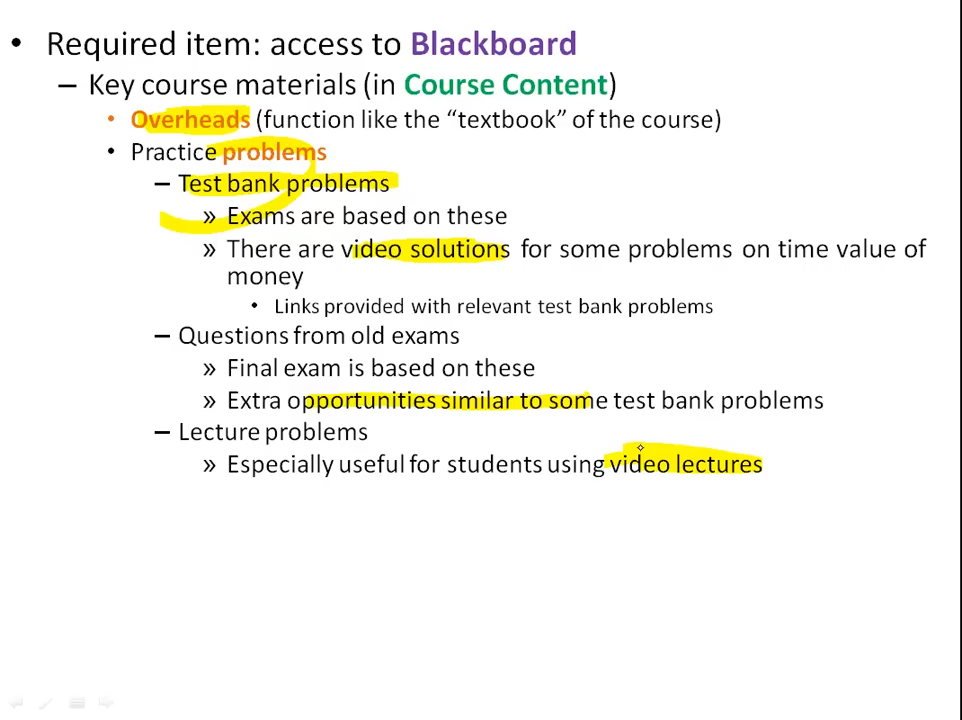 • Required item: access to Blackboard
– Key course materials (in Course Content)
• Overheads (function like the “textbook” of the course)
• Practice problems
– Test bank problems
» Exams are based on these
» There are video solutions for some problems on time value of
money
• Links provided with relevant test bank problems
– Questions from old exams
» Final exam is based on these
» Extra opportunities similar to some test bank problems
– Lecture problems
» Especially useful for students using video lectures